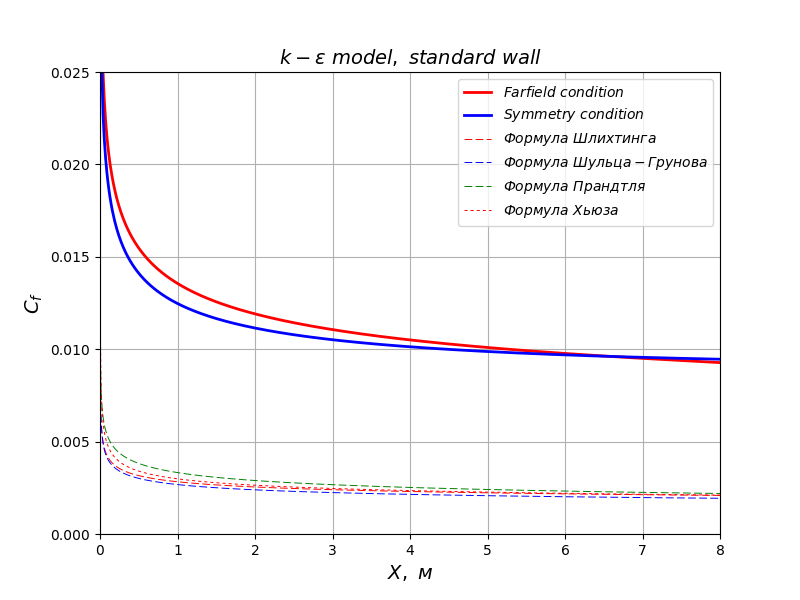 k − ε model, standard wall
0.025
0.020
0.015
0.010
0.005
0.000
C_f
Farfield condition
Symmetry condition
Формула Шлихтинга
Формула Шульца − Грунова
Формула Прандтля
Формула Хьюза
0 1 2 3 4 5 6 7 8
X, м